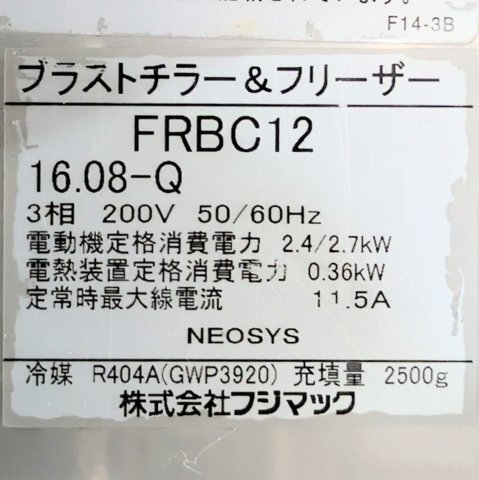 ます。
F14-3B
ブラストチラー&フリーザー
FRBC12
16.08-Q
3相 200V 50/60Hz
電動機定格消費電力 2.4/2.7kW
電熱装置定格消費電力 0.36kW
定常時最大線電流 11.5A
NEOSYS
冷媒 R404A(GWP3920) 充填量 2500g
株式会社フジマック